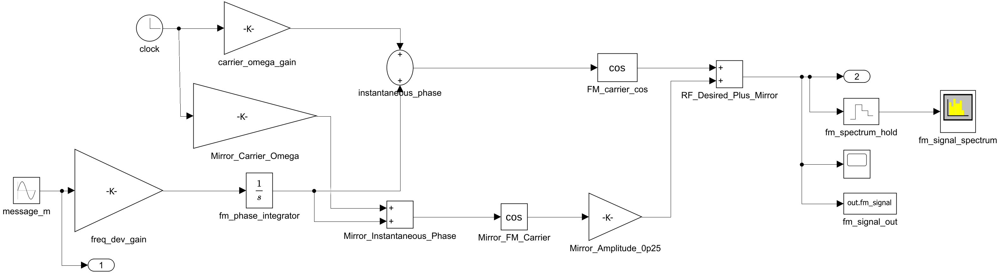 -K-
clock
carrier_omega_gain
+
+
instantaneous_phase
cos
FM_carrier_cos
+
+
RF_Desired_Plus_Mirror
2
fm_spectrum_hold
fm_signal_spectrum
-K-
Mirror_Carrier_Omega
message_m
-K-
freq_dev_gain
1
s
fm_phase_integrator
+
+
Mirror_Instantaneous_Phase
cos
Mirror_FM_Carrier
-K-
Mirror_Amplitude_0p25
out.fm_signal
fm_signal_out
1